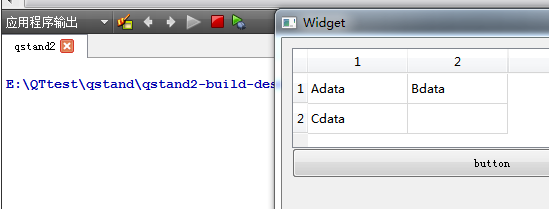 应用程序输出
qstand2
E:\QTtest\qstand\qstand2-build-des
Widget
1 2
1 Adata Bdata
2 Cdata
button